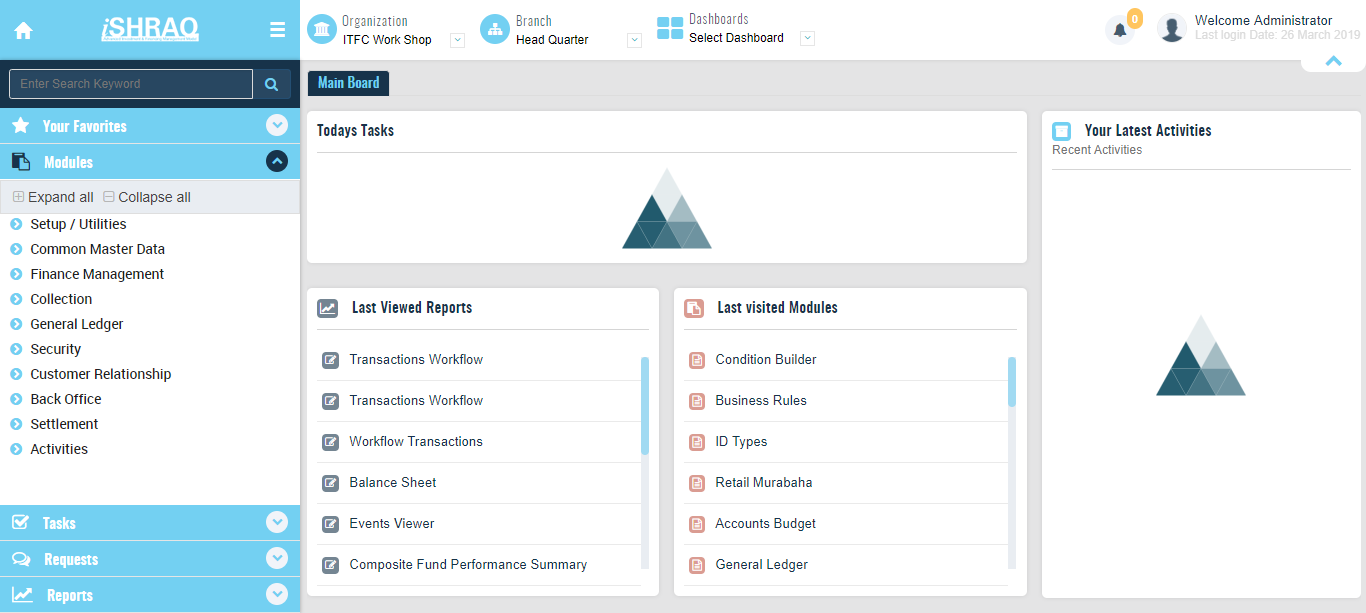 iSHRAQ
Organization
ITFC Work Shop
Branch
Head Quarter
Dashboards
Select Dashboard
0
Welcome Administrator
Last login Date: 26 March 2019
Enter Search Keyword
Your Favorites
Modules
Expand all Collapse all
Setup / Utilities
Common Master Data
Finance Management
Collection
General Ledger
Security
Customer Relationship
Back Office
Settlement
Activities
Tasks
Requests
Reports
Main Board
Todays Tasks
Last Viewed Reports
Transactions Workflow
Transactions Workflow
Workflow Transactions
Balance Sheet
Events Viewer
Composite Fund Performance Summary
Last visited Modules
Condition Builder
Business Rules
ID Types
Retail Murabaha
Accounts Budget
General Ledger
Your Latest Activities
Recent Activities